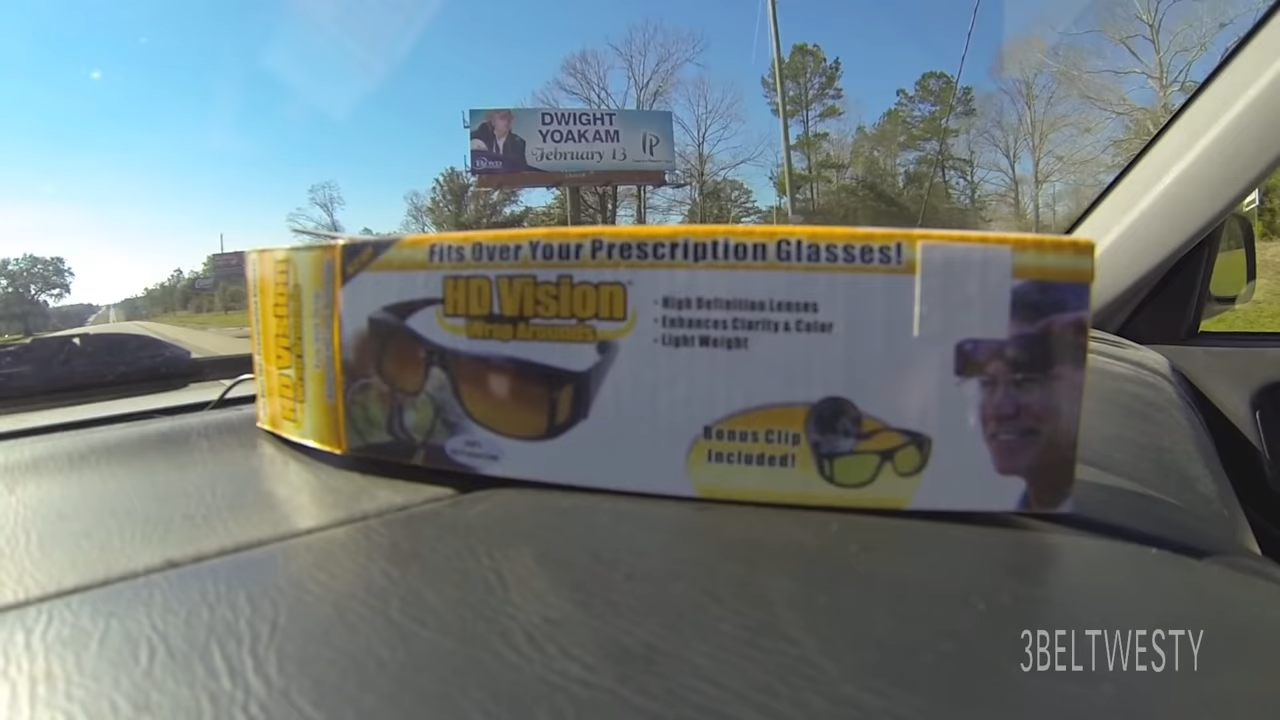 DWIGHT
YOAKAM
February 13
Fits Over Your Prescription Glasses!
HD Vision
Wrap Arounds
HD Vision
• High Definition Lenses
• Enhances Clarity & Color
• Light Weight
Bonus Clip
Included!
3BELTWESTY